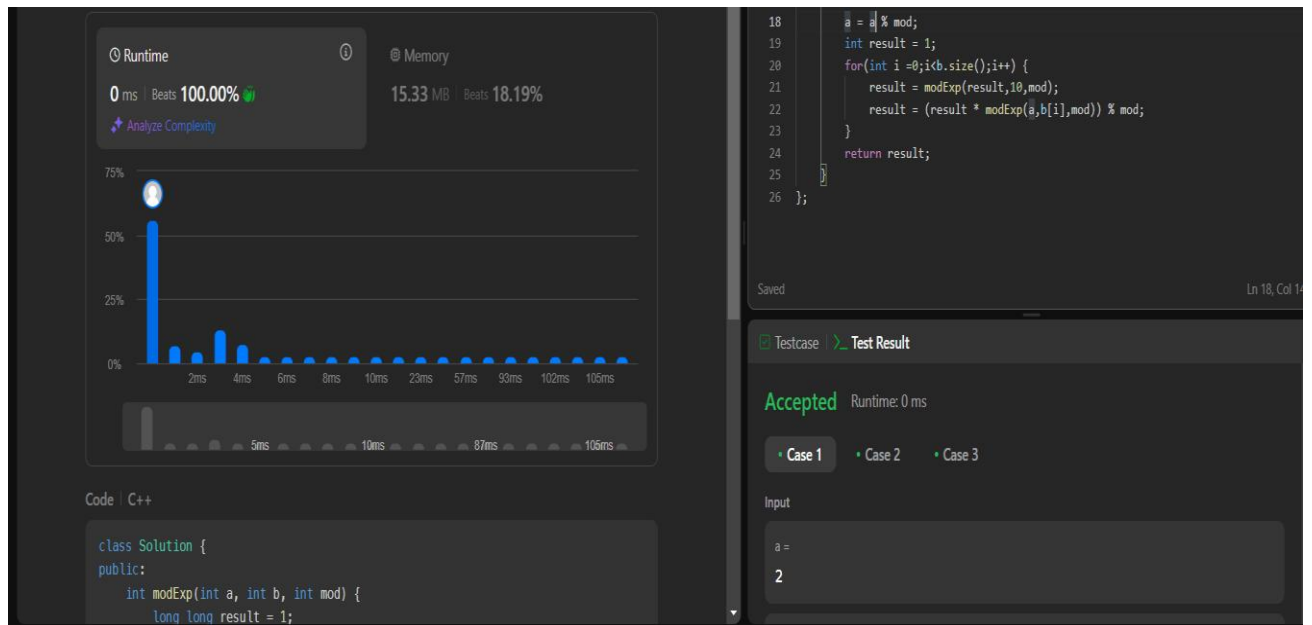 Runtime
0 ms | Beats 100.00%
Analyze Complexity
Memory
15.33 MB | Beats 18.19%
75%
50%
25%
0%
2ms 4ms 6ms 8ms 10ms 23ms 57ms 93ms 102ms 105ms
5ms 10ms 87ms 105ms
Code | C++
class Solution {
public:
    int modExp(int a, int b, int mod) {
        long long result = 1;
18 a = a % mod;
19 int result = 1;
20 for(int i =0;i<b.size();i++) {
21 result = modExp(result,10,mod);
22 result = (result * modExp(a,b[i],mod)) % mod;
23 }
24 return result;
25 }
26 };
Saved
Ln 18, Col 14
Testcase | >_ Test Result
Accepted Runtime: 0 ms
• Case 1 • Case 2 • Case 3
Input
a =
2